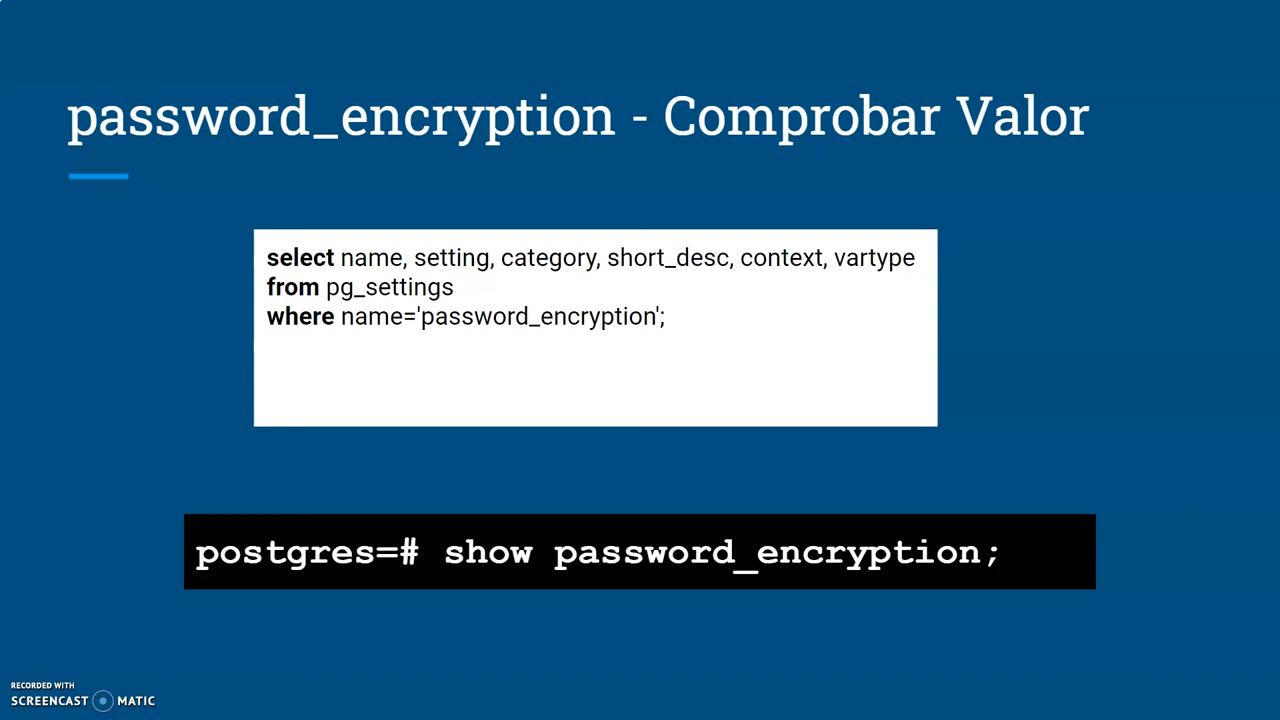 password_encryption - Comprobar Valor
select name, setting, category, short_desc, context, vartype
from pg_settings
where name='password_encryption';
postgres=# show password_encryption;
RECORDED WITH
SCREENCAST MATIC